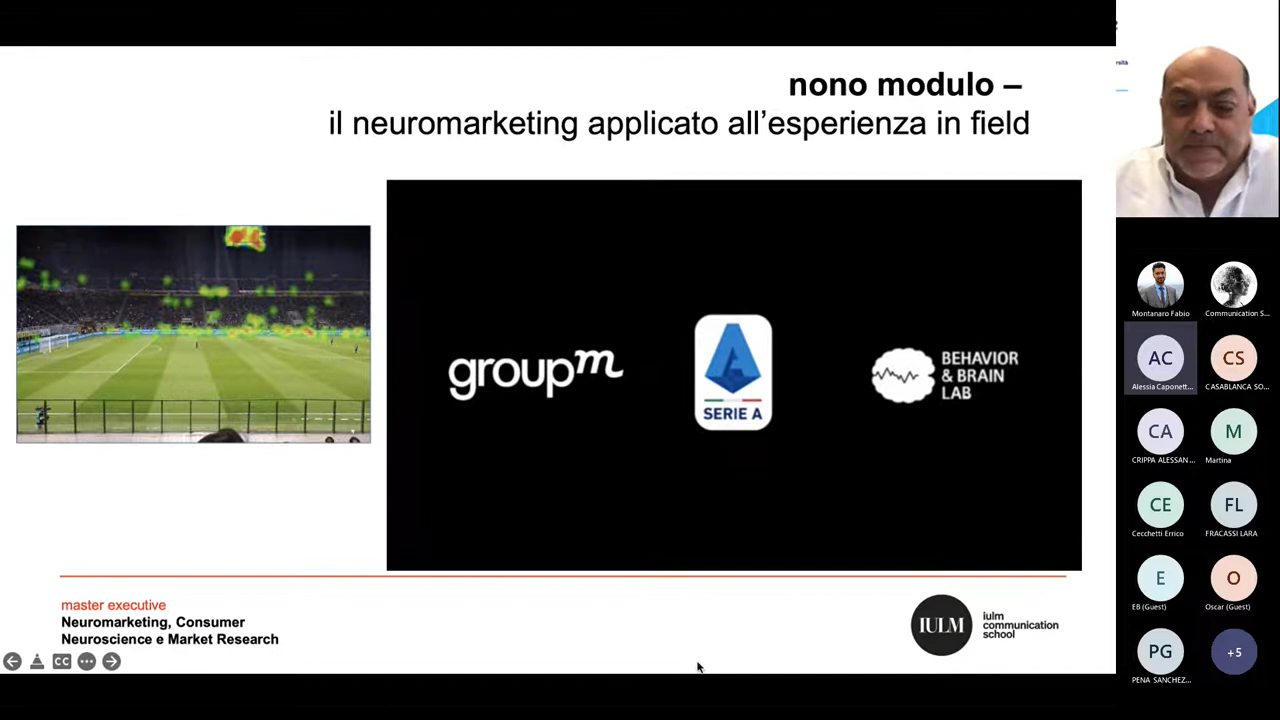 nono modulo –
il neuromarketing applicato all’esperienza in field
groupm
SERIE A
BEHAVIOR
& BRAIN
LAB
master executive
Neuromarketing, Consumer
Neuroscience e Market Research
IULM
iulm
communication
school
CC
Montanaro Fabio
Communication S...
AC
CS
Alessia Caponett...
CASABLANCA SO...
CA
M
CRIPPA ALESSAN...
Martina
CE
FL
Cecchetti Errico
FRACASSI LARA
E
O
EB (Guest)
Oscar (Guest)
PG
+5
PENA SANCHEZ...